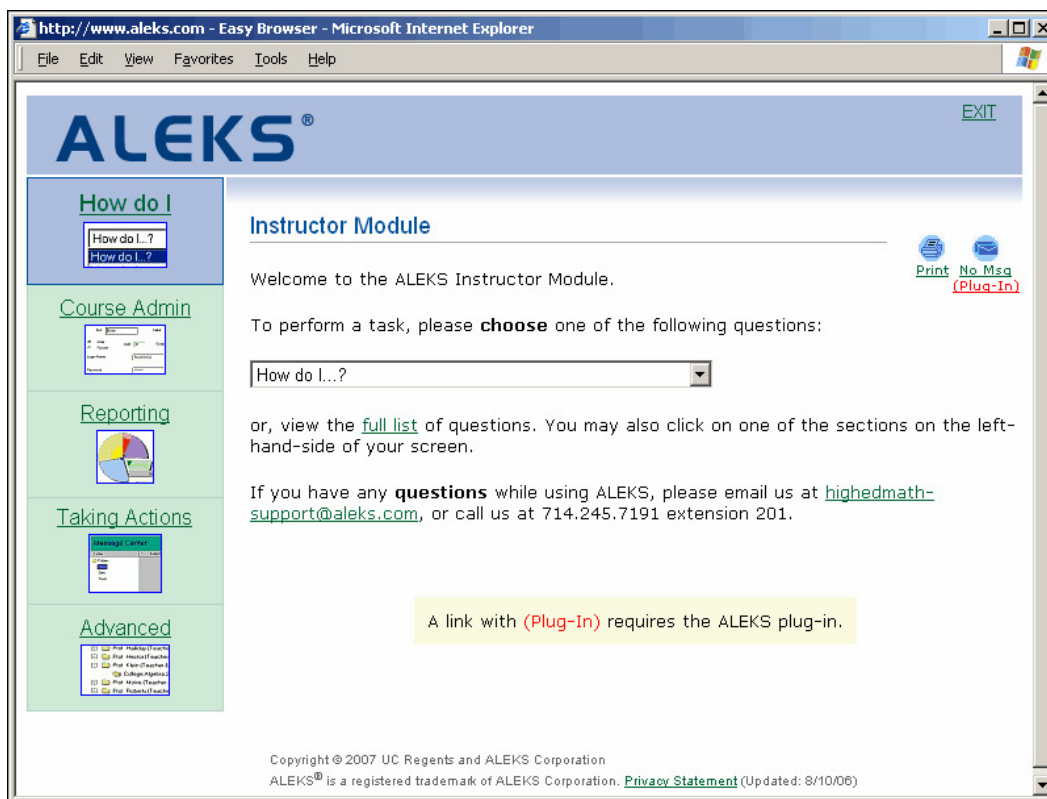 http://www.aleks.com - Easy Browser - Microsoft Internet Explorer
File Edit View Favorites Tools Help
ALEKS®
EXIT
How do I
How do I...?
How do I...?
Course Admin
Reporting
Taking Actions
Message Center
Advanced
Instructor Module
Print
No Msg
(Plug-In)
Welcome to the ALEKS Instructor Module.
To perform a task, please choose one of the following questions:
How do I...?
or, view the full list of questions. You may also click on one of the sections on the left-
hand-side of your screen.
If you have any questions while using ALEKS, please email us at highedmath-
support@aleks.com, or call us at 714.245.7191 extension 201.
A link with (Plug-In) requires the ALEKS plug-in.
Copyright © 2007 UC Regents and ALEKS Corporation
ALEKS® is a registered trademark of ALEKS Corporation. Privacy Statement (Updated: 8/10/06)